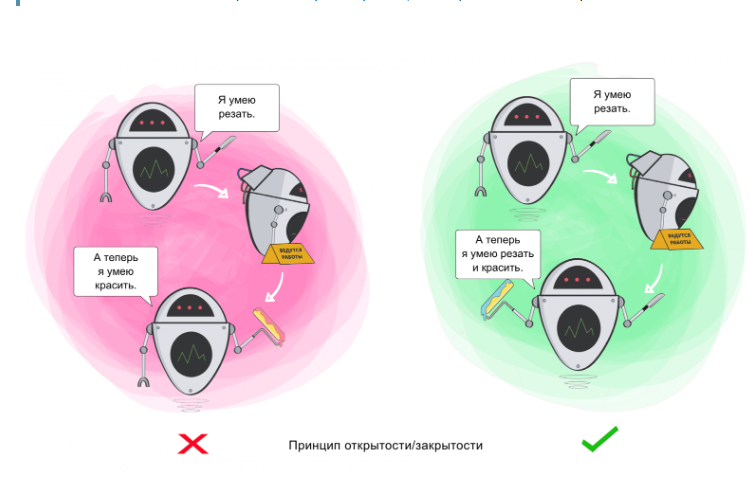 Я умею
резать.
ВЕДУТСЯ
РАБОТЫ
А теперь
я умею
красить.
Я умею
резать.
ВЕДУТСЯ
РАБОТЫ
А теперь
я умею резать
и красить.
Принцип открытости/закрытости